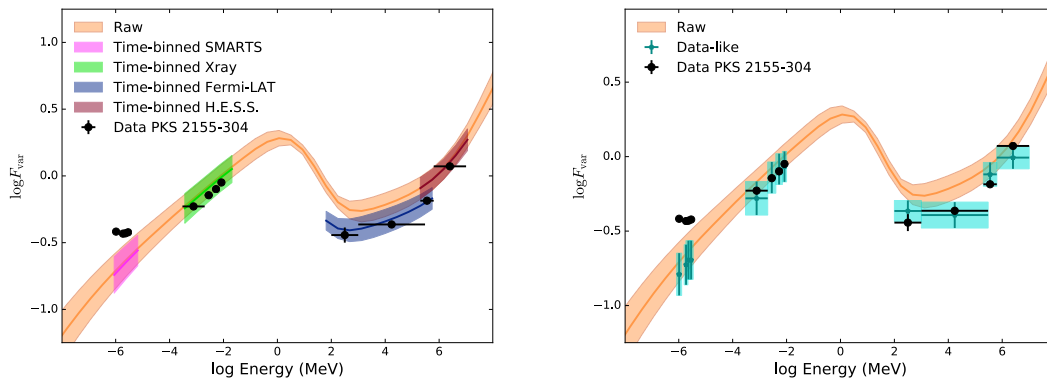 Raw
Time-binned SMARTS
Time-binned Xray
Time-binned Fermi-LAT
Time-binned H.E.S.S.
Data PKS 2155-304
1.0
0.5
0.0
−0.5
−1.0
log F_var
−6
−4
−2
0
2
4
6
log Energy (MeV)
Raw
Data-like
Data PKS 2155-304
1.0
0.5
0.0
−0.5
−1.0
log F_var
−6
−4
−2
0
2
4
6
log Energy (MeV)